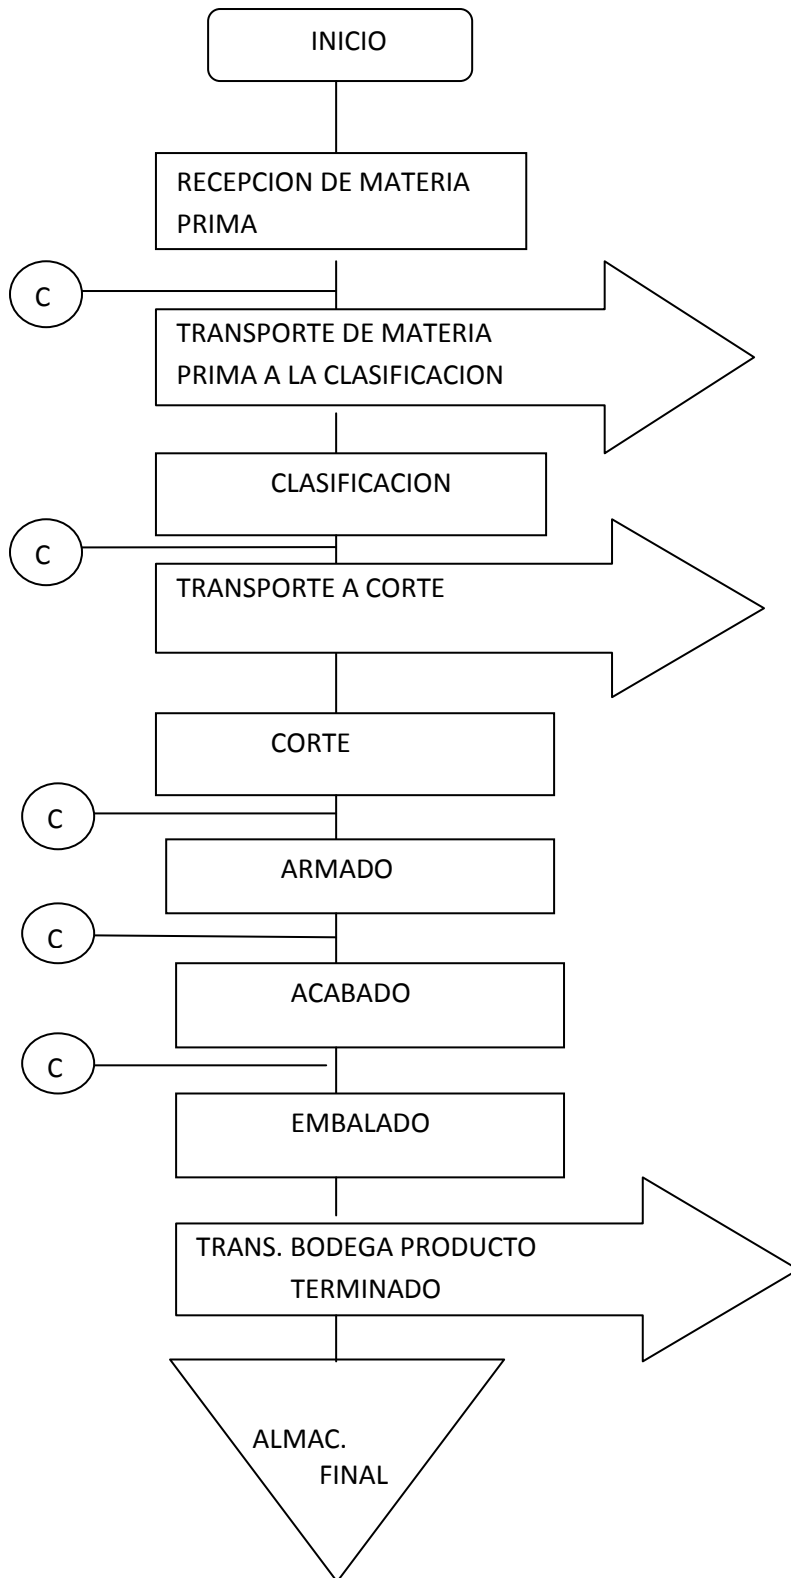 INICIO
RECEPCION DE MATERIA
PRIMA
C
TRANSPORTE DE MATERIA
PRIMA A LA CLASIFICACION
CLASIFICACION
C
TRANSPORTE A CORTE
CORTE
C
ARMADO
C
ACABADO
C
EMBALADO
TRANS. BODEGA PRODUCTO
TERMINADO
ALMAC.
FINAL